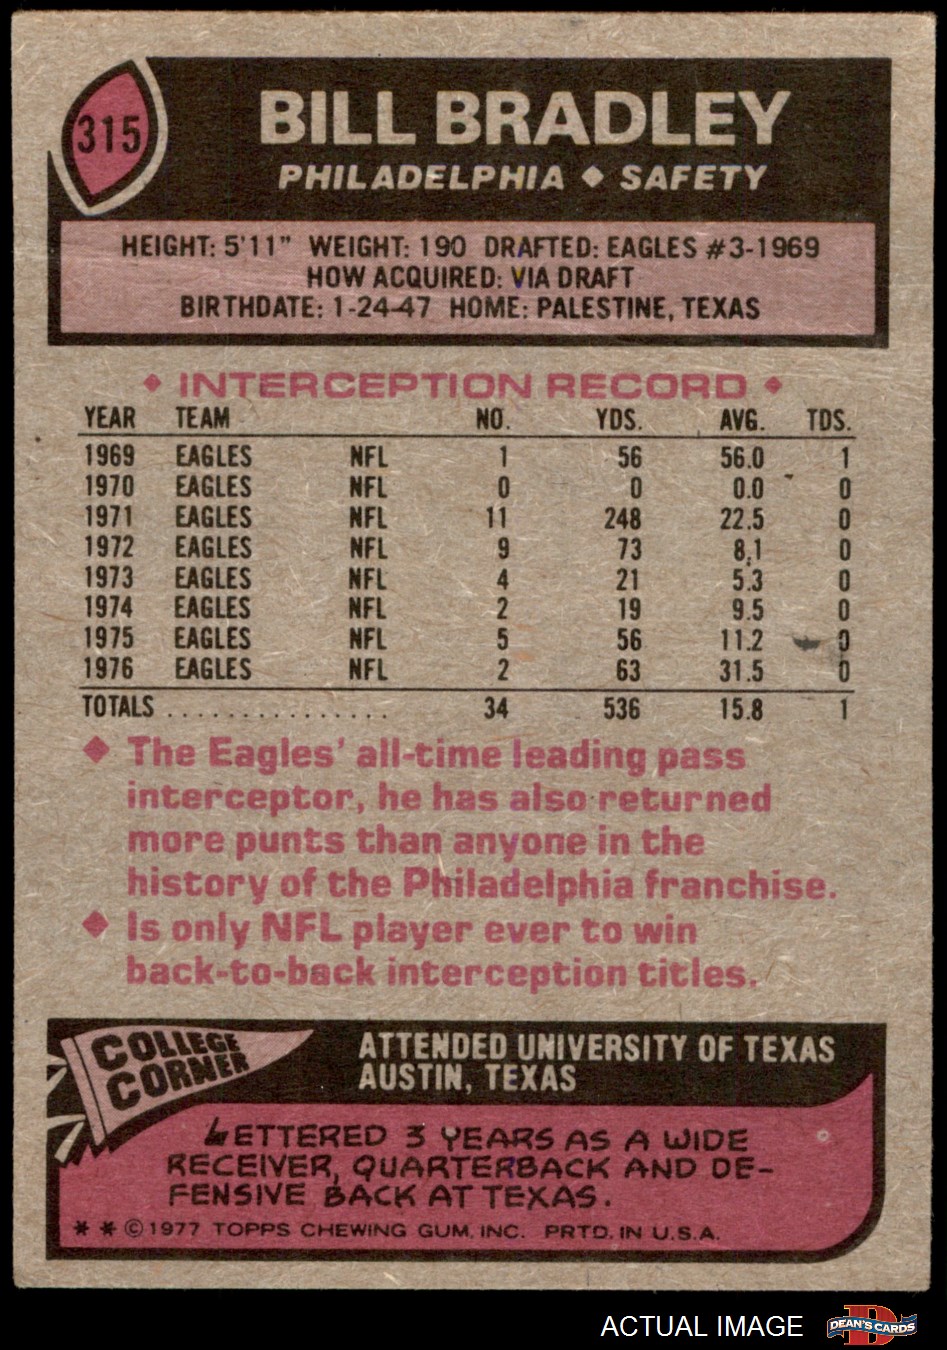 315
BILL BRADLEY
PHILADELPHIA ◆ SAFETY
HEIGHT: 5'11" WEIGHT: 190 DRAFTED: EAGLES #3-1969
HOW ACQUIRED: VIA DRAFT
BIRTHDATE: 1-24-47 HOME: PALESTINE, TEXAS
◆ INTERCEPTION RECORD ◆
YEAR TEAM NO. YDS. AVG. TDS.
1969 EAGLES NFL 1 56 56.0 1
1970 EAGLES NFL 0 0 0.0 0
1971 EAGLES NFL 11 248 22.5 0
1972 EAGLES NFL 9 73 8.1 0
1973 EAGLES NFL 4 21 5.3 0
1974 EAGLES NFL 2 19 9.5 0
1975 EAGLES NFL 5 56 11.2 0
1976 EAGLES NFL 2 63 31.5 0
TOTALS ............... 34 536 15.8 1
◆ The Eagles' all-time leading pass
interceptor, he has also returned
more punts than anyone in the
history of the Philadelphia franchise.
◆ Is only NFL player ever to win
back-to-back interception titles.
COLLEGE
CORNER
ATTENDED UNIVERSITY OF TEXAS
AUSTIN, TEXAS
LETTERED 3 YEARS AS A WIDE
RECEIVER, QUARTERBACK AND DE-
FENSIVE BACK AT TEXAS.
* * © 1977 TOPPS CHEWING GUM, INC. PRTD. IN U.S.A.
ACTUAL IMAGE
D
DEAN'S CARDS